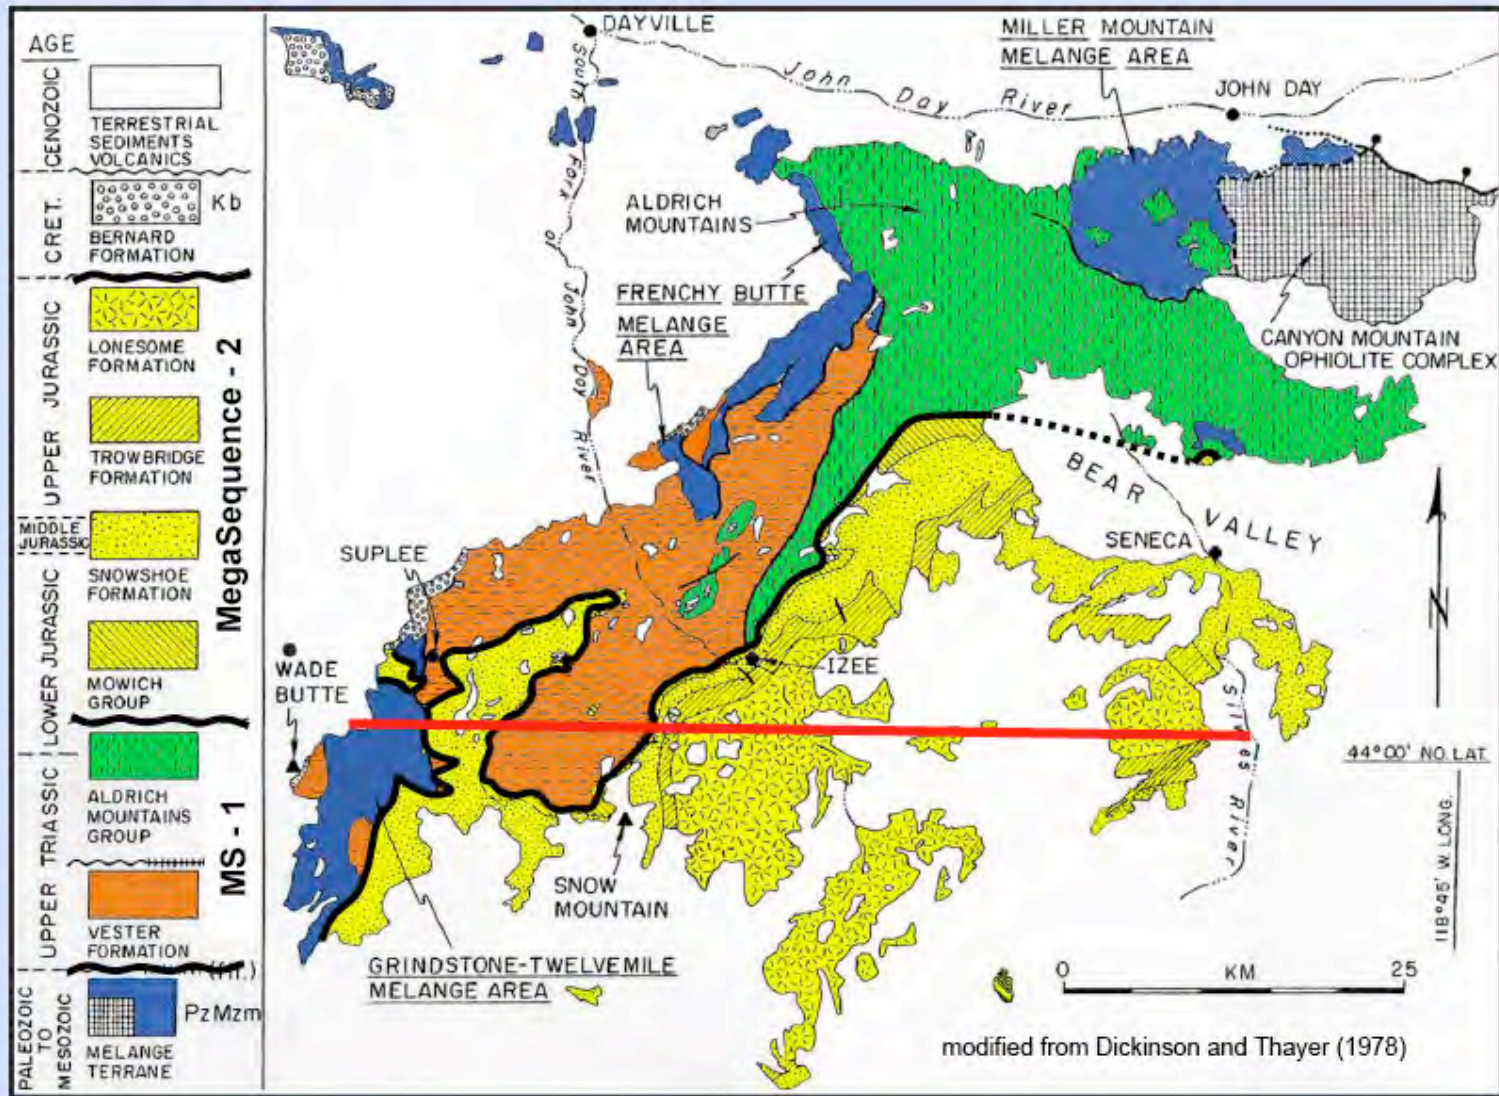 AGE
CENOZOIC
TERRESTRIAL
SEDIMENTS
VOLCANICS
CRET.
Kb
BERNARD
FORMATION
UPPER JURASSIC
LONESOME
FORMATION
TROWBRIDGE
FORMATION
MIDDLE
JURASSIC
SNOWSHOE
FORMATION
LOWER JURASSIC
MOWICH
GROUP
MegaSequence - 2
UPPER TRIASSIC
ALDRICH
MOUNTAINS
GROUP
VESTER
FORMATION
MS - 1
PALEOZOIC
TO
MESOZOIC
PzMzm
MELANGE
TERRANE
DAYVILLE
South Fork of John Day River
John Day River
MILLER MOUNTAIN
MELANGE AREA
JOHN DAY
ALDRICH
MOUNTAINS
FRENCHY BUTTE
MELANGE
AREA
CANYON MOUNTAIN
OPHIOLITE COMPLEX
BEAR VALLEY
SENECA
SUPLEE
N
WADE
BUTTE
IZEE
Silvies River
44°00' NO. LAT.
118°45' W. LONG.
SNOW
MOUNTAIN
GRINDSTONE-TWELVEMILE
MELANGE AREA
0 KM 25
modified from Dickinson and Thayer (1978)